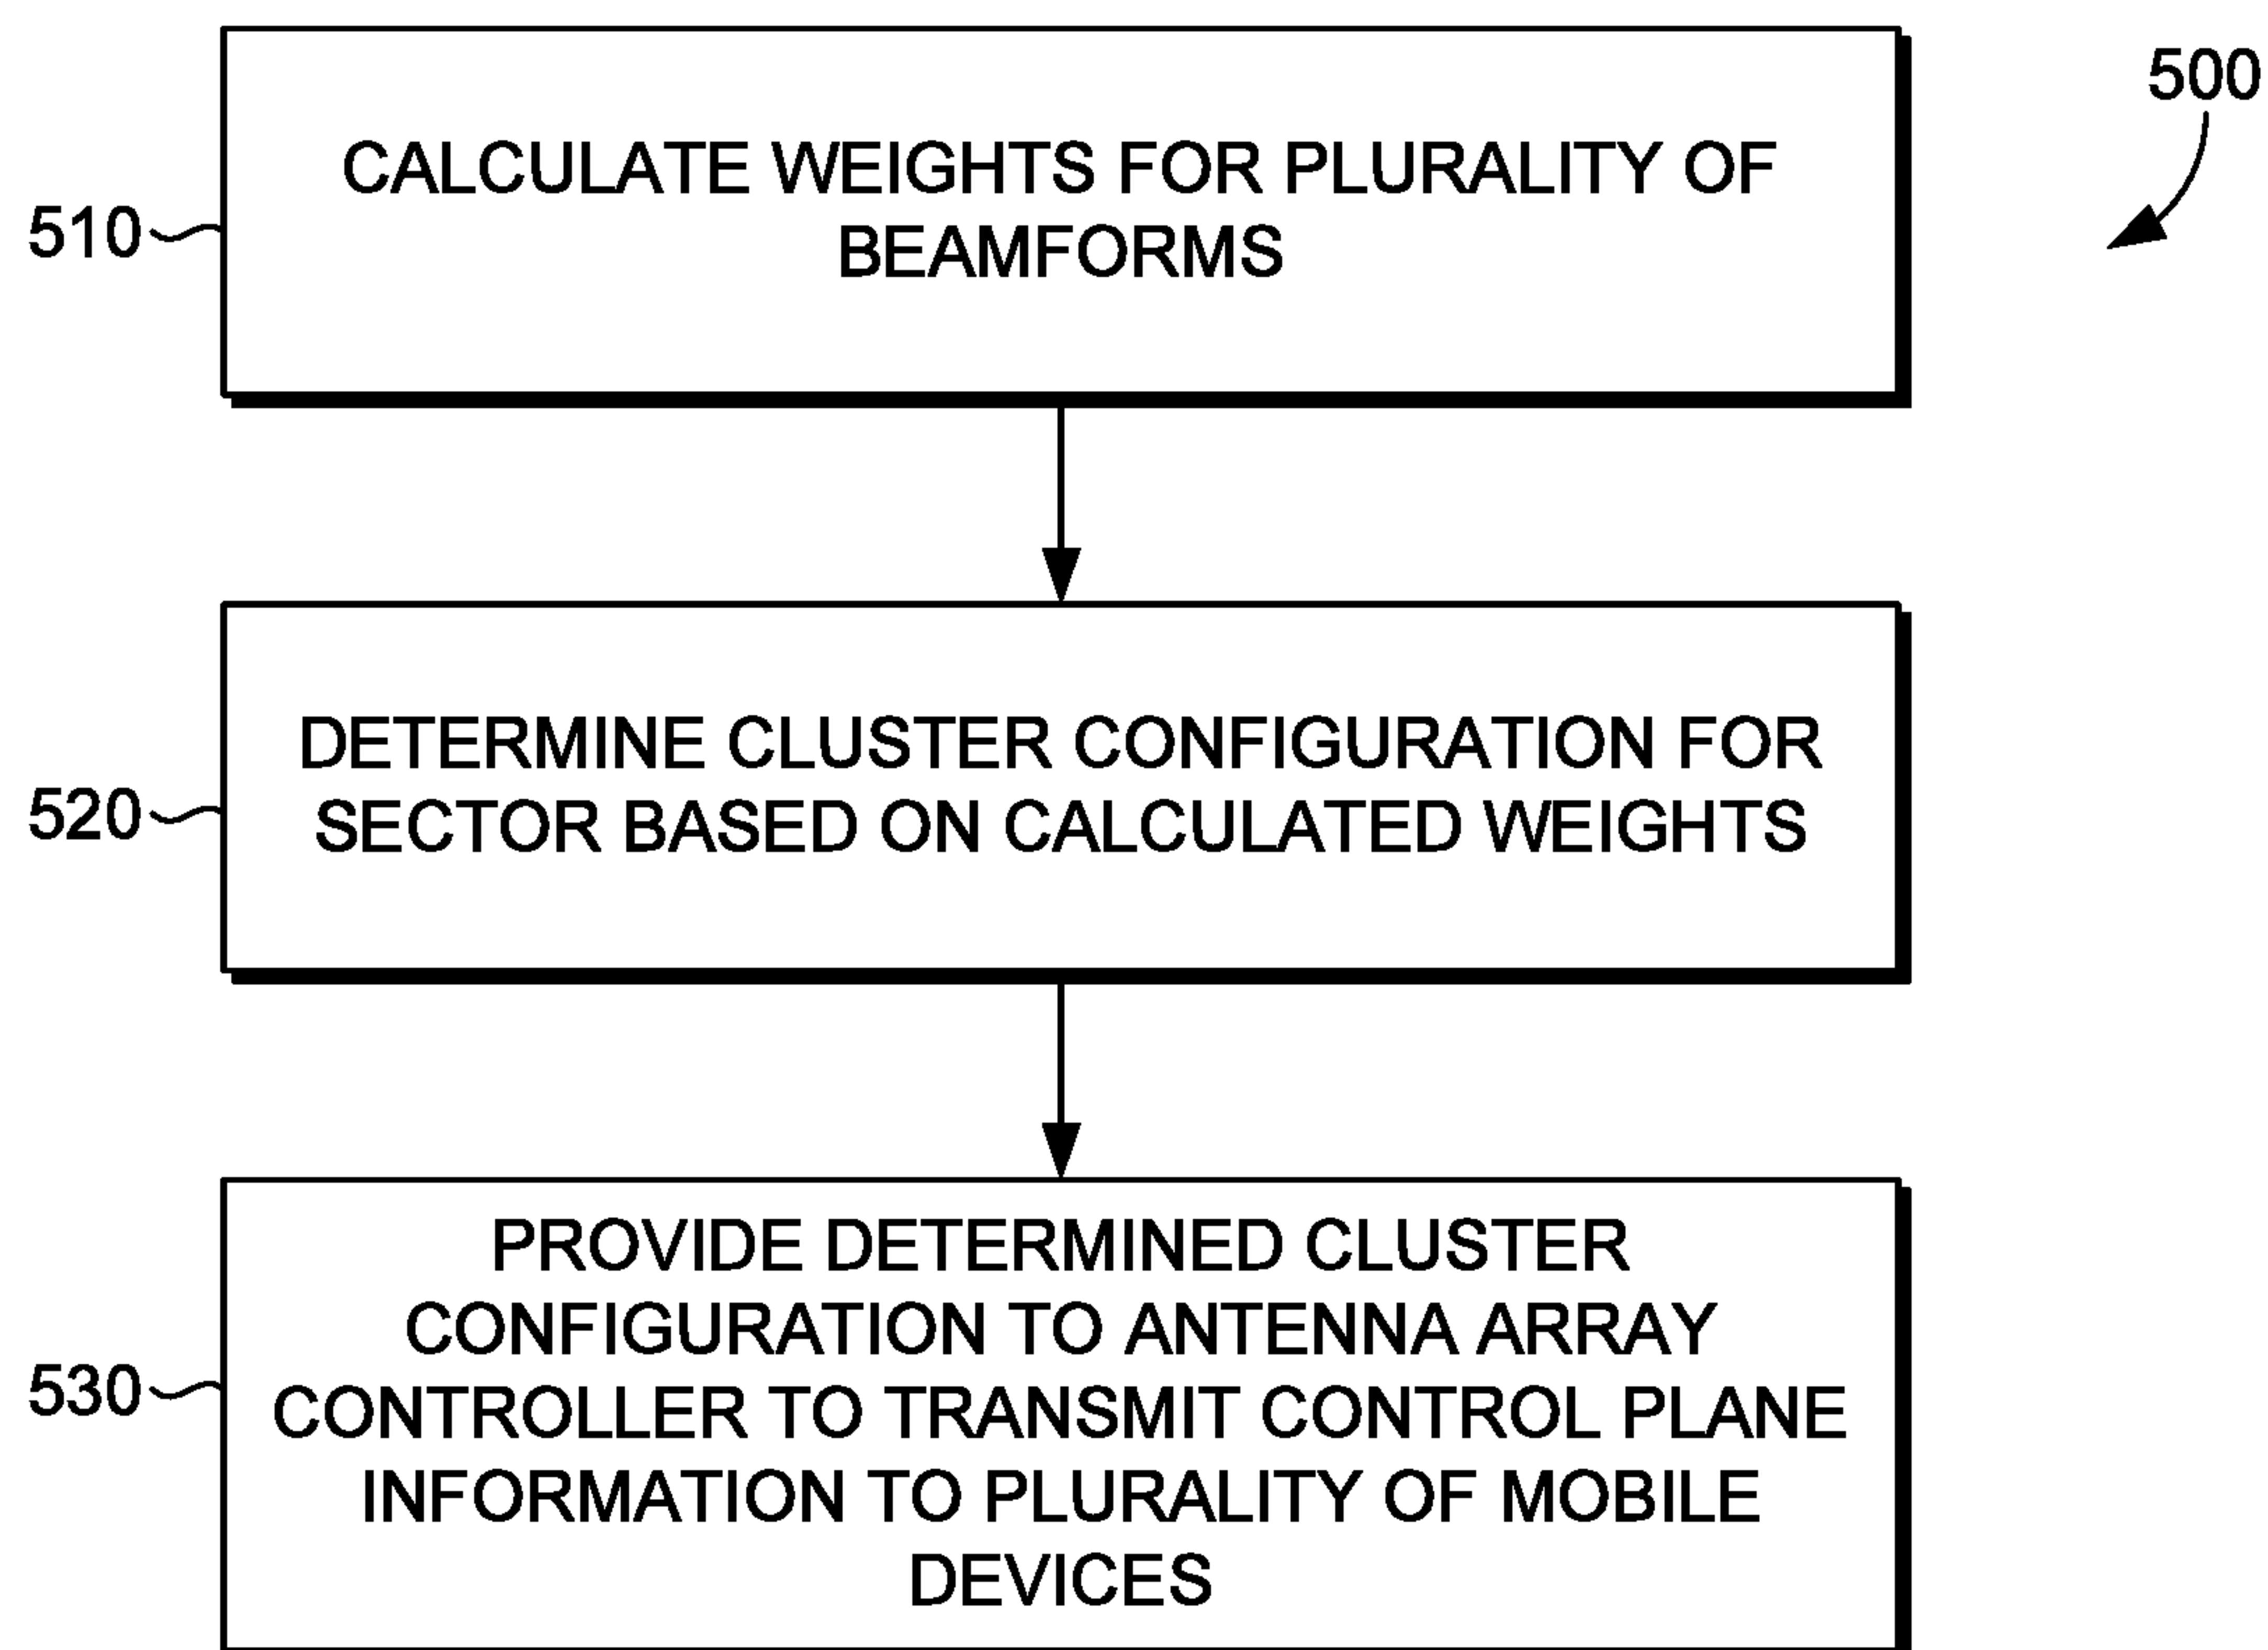 500
CALCULATE WEIGHTS FOR PLURALITY OF
BEAMFORMS
510
DETERMINE CLUSTER CONFIGURATION FOR
SECTOR BASED ON CALCULATED WEIGHTS
520
PROVIDE DETERMINED CLUSTER
CONFIGURATION TO ANTENNA ARRAY
CONTROLLER TO TRANSMIT CONTROL PLANE
INFORMATION TO PLURALITY OF MOBILE
DEVICES
530